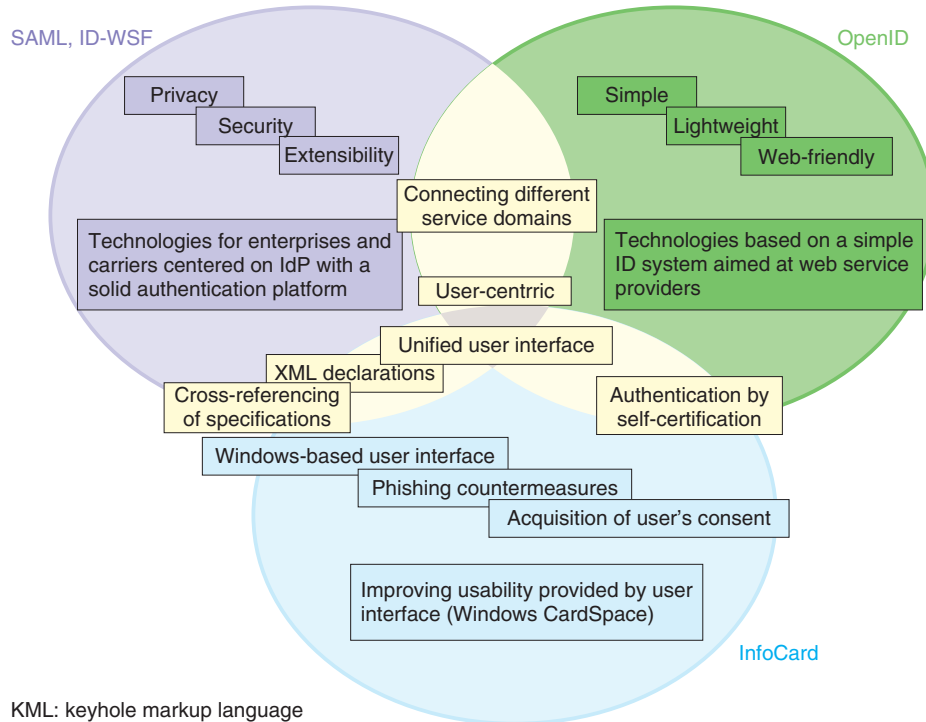 SAML, ID-WSF
OpenID
Privacy
Security
Extensibility
Simple
Lightweight
Web-friendly
Connecting different
service domains
Technologies for enterprises and
carriers centered on IdP with a
solid authentication platform
Technologies based on a simple
ID system aimed at web service
providers
User-centrric
Unified user interface
XML declarations
Cross-referencing
of specifications
Authentication by
self-certification
Windows-based user interface
Phishing countermeasures
Acquisition of user’s consent
Improving usability provided by user
interface (Windows CardSpace)
InfoCard
KML: keyhole markup language